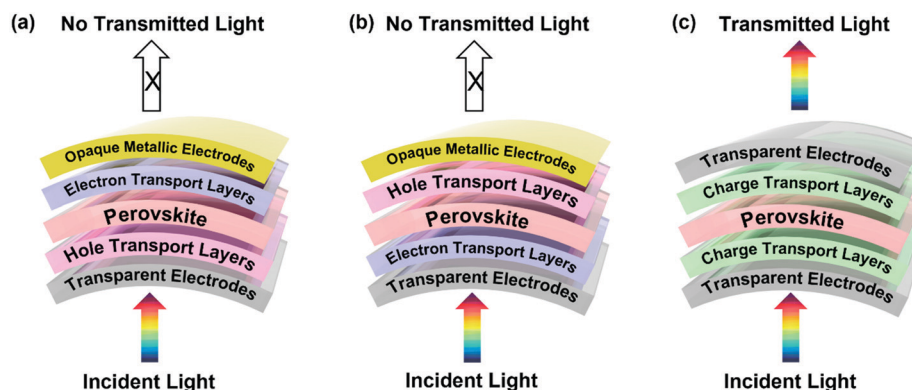 (a) No Transmitted Light
X
Opaque Metallic Electrodes
Electron Transport Layers
Perovskite
Hole Transport Layers
Transparent Electrodes
Incident Light
(b) No Transmitted Light
X
Opaque Metallic Electrodes
Hole Transport Layers
Perovskite
Electron Transport Layers
Transparent Electrodes
Incident Light
(c) Transmitted Light
Transparent Electrodes
Charge Transport Layers
Perovskite
Charge Transport Layers
Transparent Electrodes
Incident Light